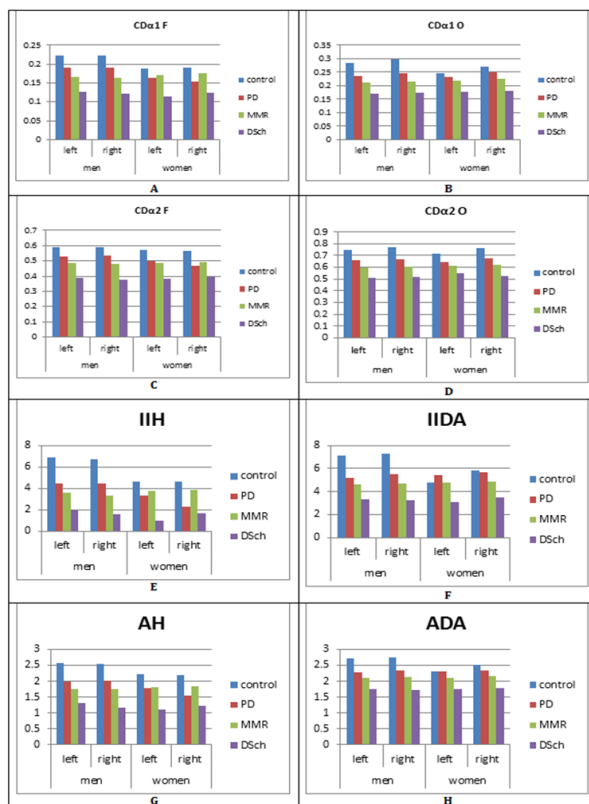 CDα1 F
0.25
0.2
0.15
0.1
0.05
0
left right left right
men women
control
PD
MMR
DSch
A
CDα1 O
0.35
0.3
0.25
0.2
0.15
0.1
0.05
0
left right left right
men women
control
PD
MMR
DSch
B
CDα2 F
0.7
0.6
0.5
0.4
0.3
0.2
0.1
0
left right left right
men women
control
PD
MMR
DSch
C
CDα2 O
0.9
0.8
0.7
0.6
0.5
0.4
0.3
0.2
0.1
0
left right left right
men women
control
PD
MMR
DSch
D
IIH
8
6
4
2
0
left right left right
men women
control
PD
MMR
DSch
E
IIDA
8
6
4
2
0
left right left right
men women
control
PD
MMR
DSch
F
AH
3
2.5
2
1.5
1
0.5
0
left right left right
men women
control
PD
MMR
DSch
G
ADA
3
2.5
2
1.5
1
0.5
0
left right left right
men women
control
PD
MMR
DSch
H